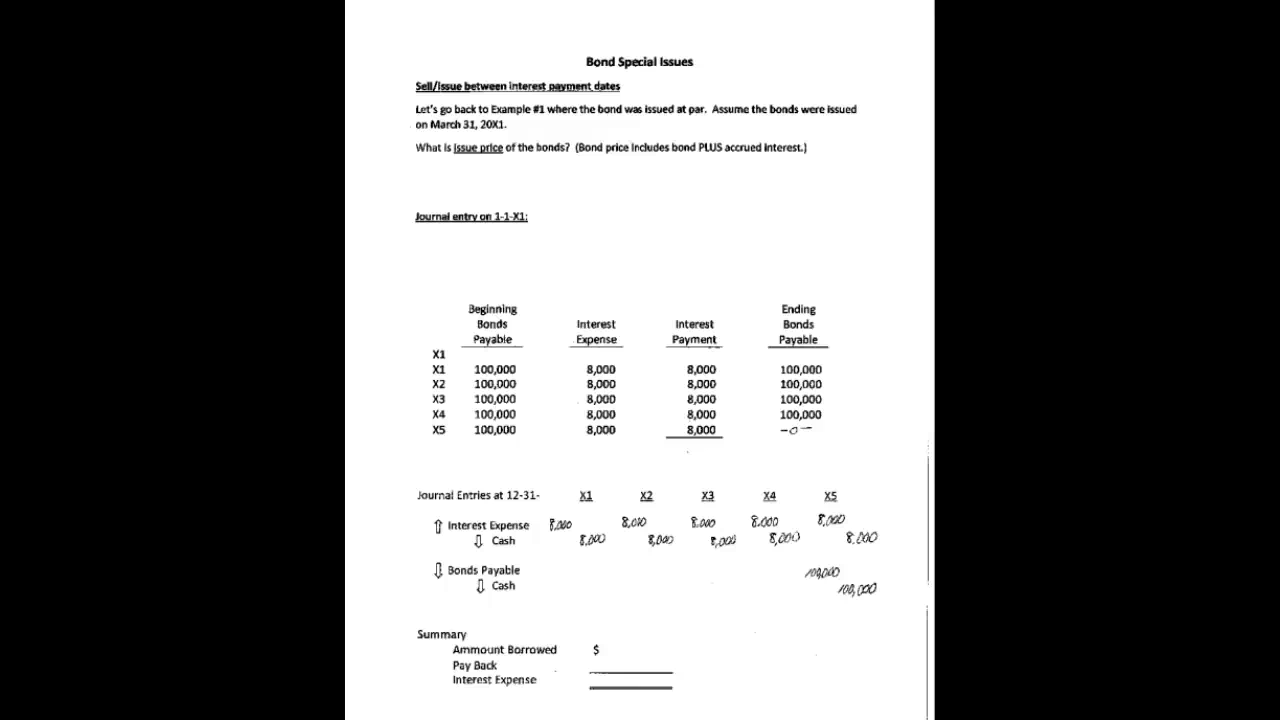 Bond Special Issues
Sell/Issue between interest payment dates
Let's go back to Example #1 where the bond was issued at par. Assume the bonds were issued
on March 31, 20X1.
What is issue price of the bonds? (Bond price includes bond PLUS accrued interest.)
Journal entry on 1-1-X1:
Beginning Ending
Bonds Interest Interest Bonds
Payable Expense Payment Payable
X1
X1 100,000 8,000 8,000 100,000
X2 100,000 8,000 8,000 100,000
X3 100,000 8,000 8,000 100,000
X4 100,000 8,000 8,000 100,000
X5 100,000 8,000 8,000 -0-
Journal Entries at 12-31- X1 X2 X3 X4 X5
⇧ Interest Expense 8,000 8,000 8,000 8,000 8,000
⇩ Cash 8,000 8,000 8,000 8,000 8,000
⇩ Bonds Payable 100,000
⇩ Cash 100,000
Summary
Ammount Borrowed $
Pay Back
Interest Expense